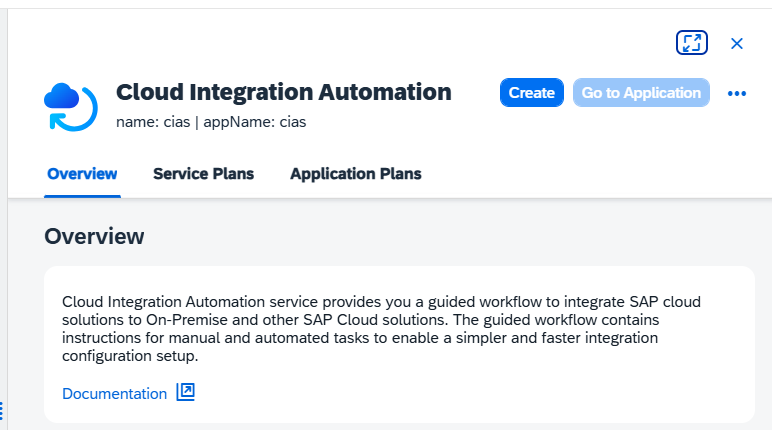 Cloud Integration Automation
Create
Go to Application
name: cias | appName: cias
Overview
Service Plans
Application Plans
Overview
Cloud Integration Automation service provides you a guided workflow to integrate SAP cloud
solutions to On-Premise and other SAP Cloud solutions. The guided workflow contains
instructions for manual and automated tasks to enable a simpler and faster integration
configuration setup.
Documentation